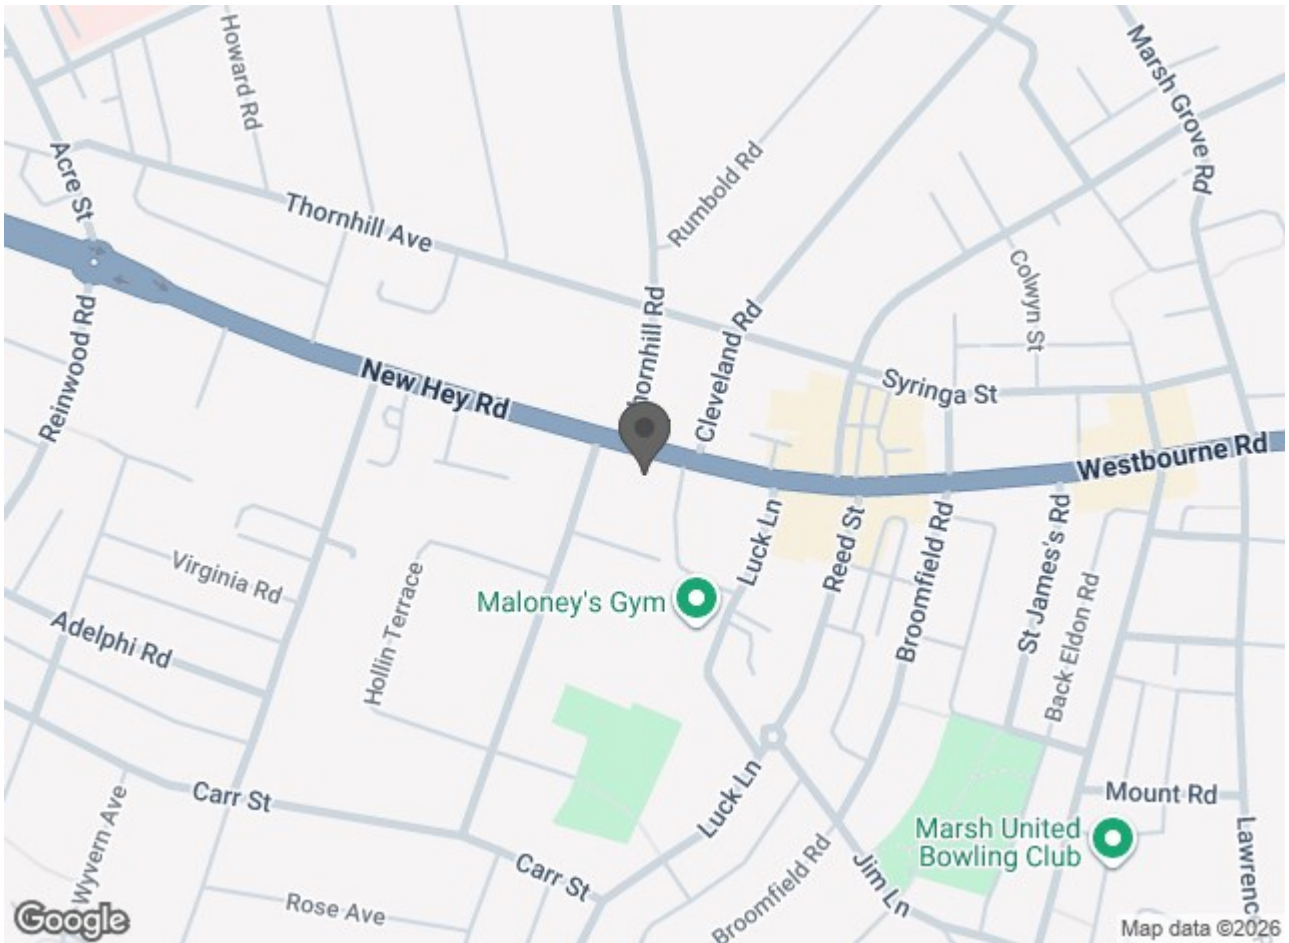 Howard Rd
Marsh Grove Rd
Acre St
Rumbold Rd
Thornhill Ave
Colwyn St
Reinwood Rd
hornhill Rd
Cleveland Rd
New Hey Rd
Syringa St
Westbourne Rd
Luck Ln
Reed St
Broomfield Rd
St James's Rd
Back Eldon Rd
Virginia Rd
Hollin Terrace
Maloney's Gym
Adelphi Rd
Carr St
Luck Ln
Mount Rd
Wyvern Ave
Marsh United
Bowling Club
Lawrenc
Carr St
Jim Ln
Broomfield Rd
Rose Ave
Google
Map data ©2026